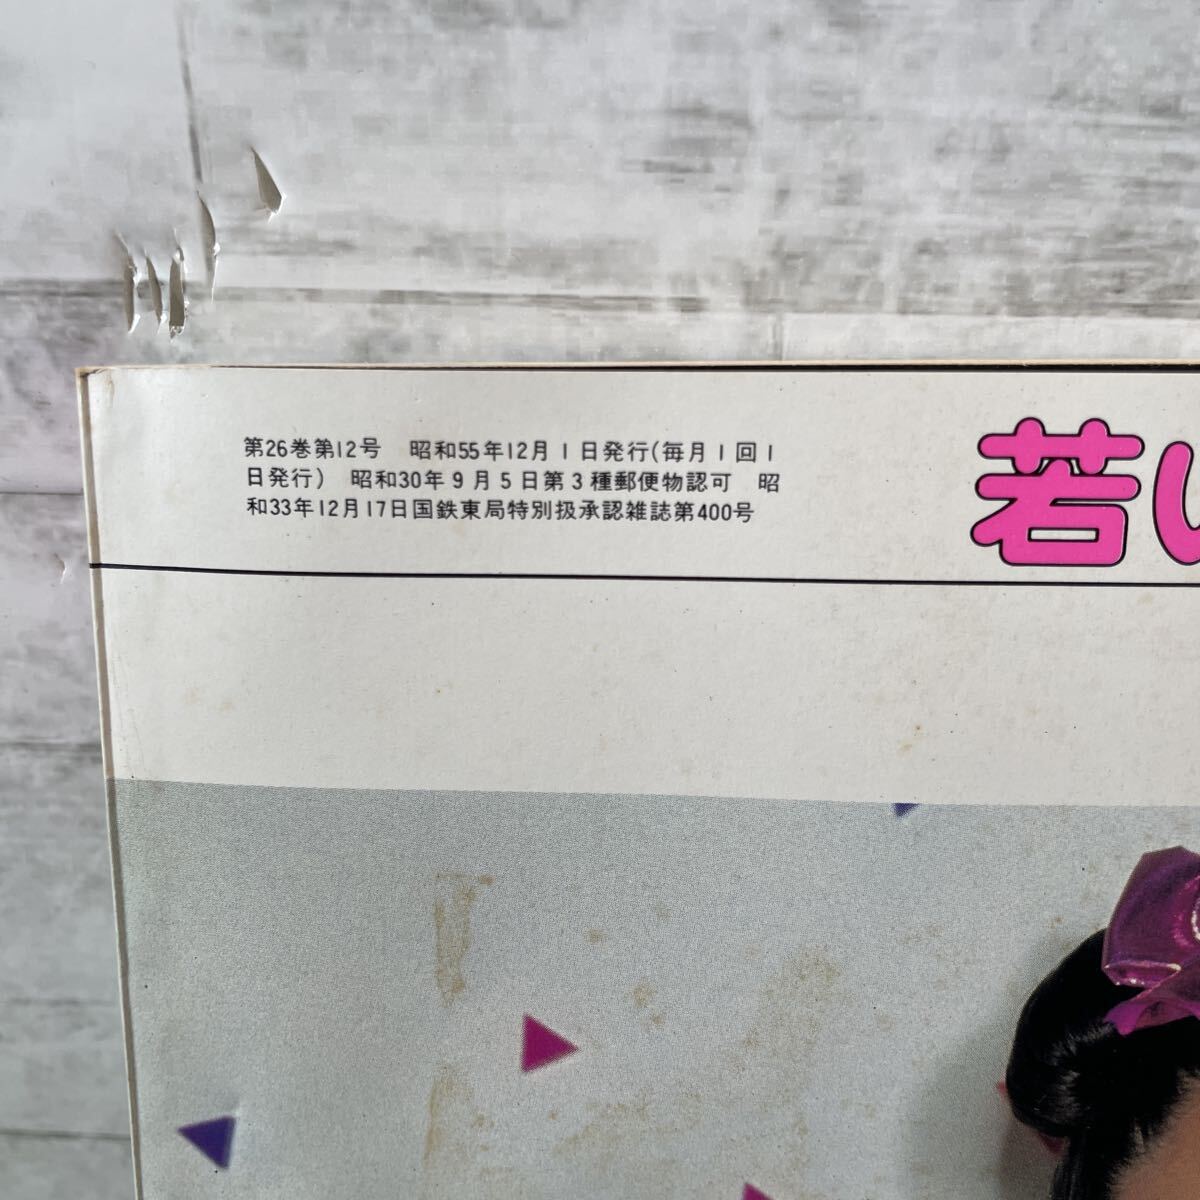 第26巻第12号　昭和55年12月1日発行(毎月1回1
日発行)　昭和30年9月5日第3種郵便物認可　昭
和33年12月17日国鉄東局特別扱承認雑誌第400号
若い